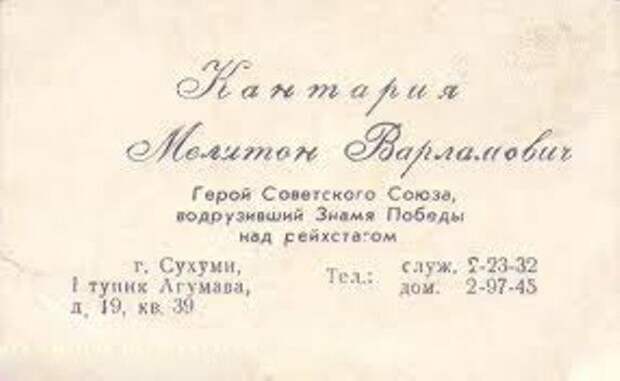 Кантария
Мелитон Варламович
Герой Советского Союза,
водрузивший Знамя Победы
над рейхстагом
г. Сухуми,
I тупик Агумава,
д. 19, кв. 39
Тел.:
служ. 2-23-32
дом. 2-97-45